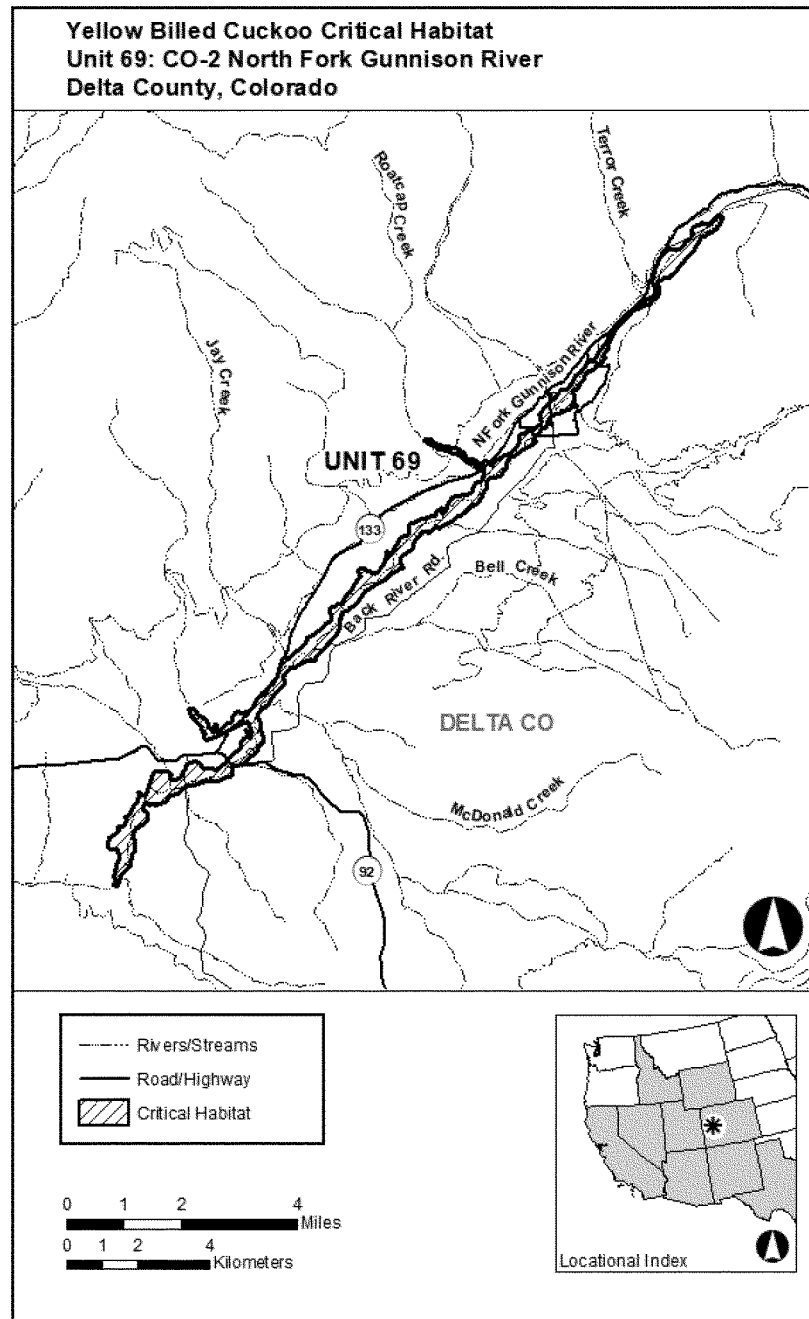 Yellow Billed Cuckoo Critical Habitat
Unit 69: CO-2 North Fork Gunnison River
Delta County, Colorado
Terror Creek
Roatcap Creek
Jay Creek
N Fork Gunnison River
UNIT 69
133
Back River Rd.
Bell Creek
DELTA CO
McDonald Creek
92
Rivers/Streams
Road/Highway
Critical Habitat
0 1 2 4
Miles
0 1 2 4
Kilometers
Locational Index